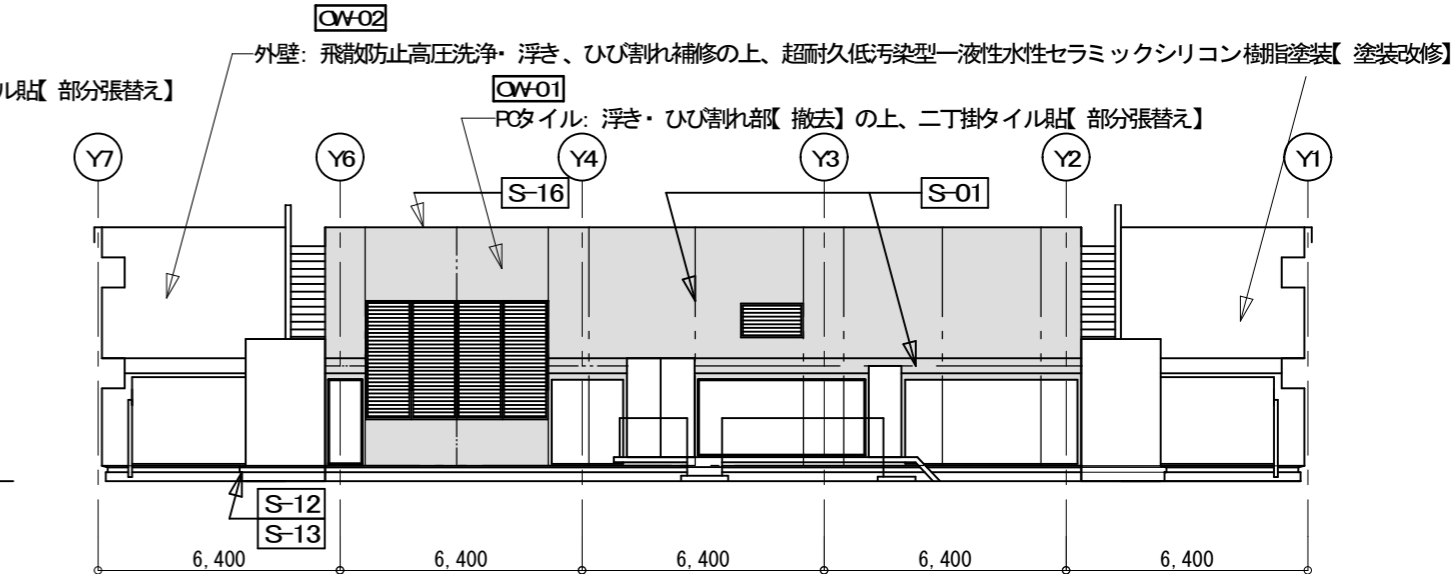 OW-02
外壁: 飛散防止高圧洗浄・浮き、ひび割れ補修の上、超耐久低汚染型一液性水性セラミックシリコン樹脂塗装【 塗装改修】
ル貼【 部分張替え】
OW-01
PCタイル: 浮き・ひび割れ部【 撤去】の上、二丁掛タイル貼【 部分張替え】
Y7 Y6 Y4 Y3 Y2 Y1
S-16 S-01
S-12
S-13
6,400 6,400 6,400 6,400 6,400